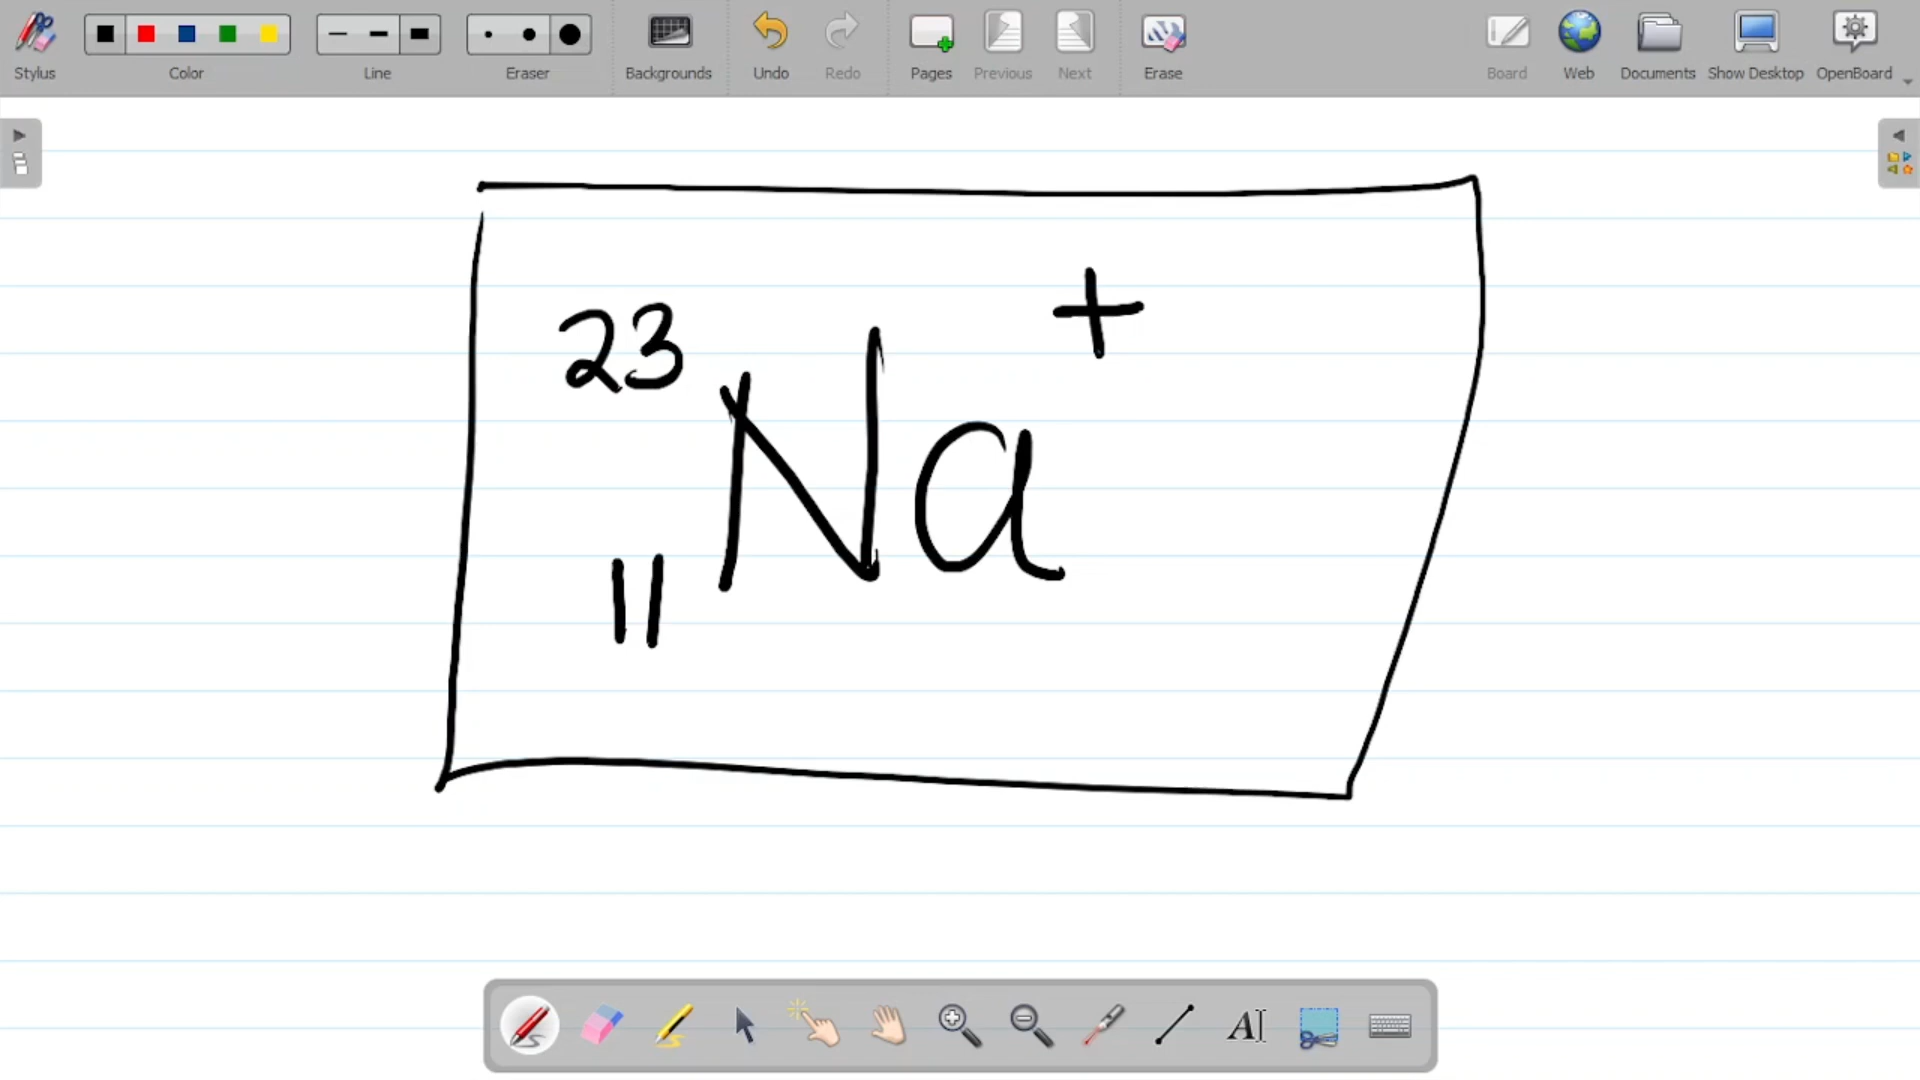 Stylus Color Line Eraser Backgrounds Undo Redo Pages Previous Next Erase Board Web Documents Show Desktop OpenBoard
23 +
Na
11